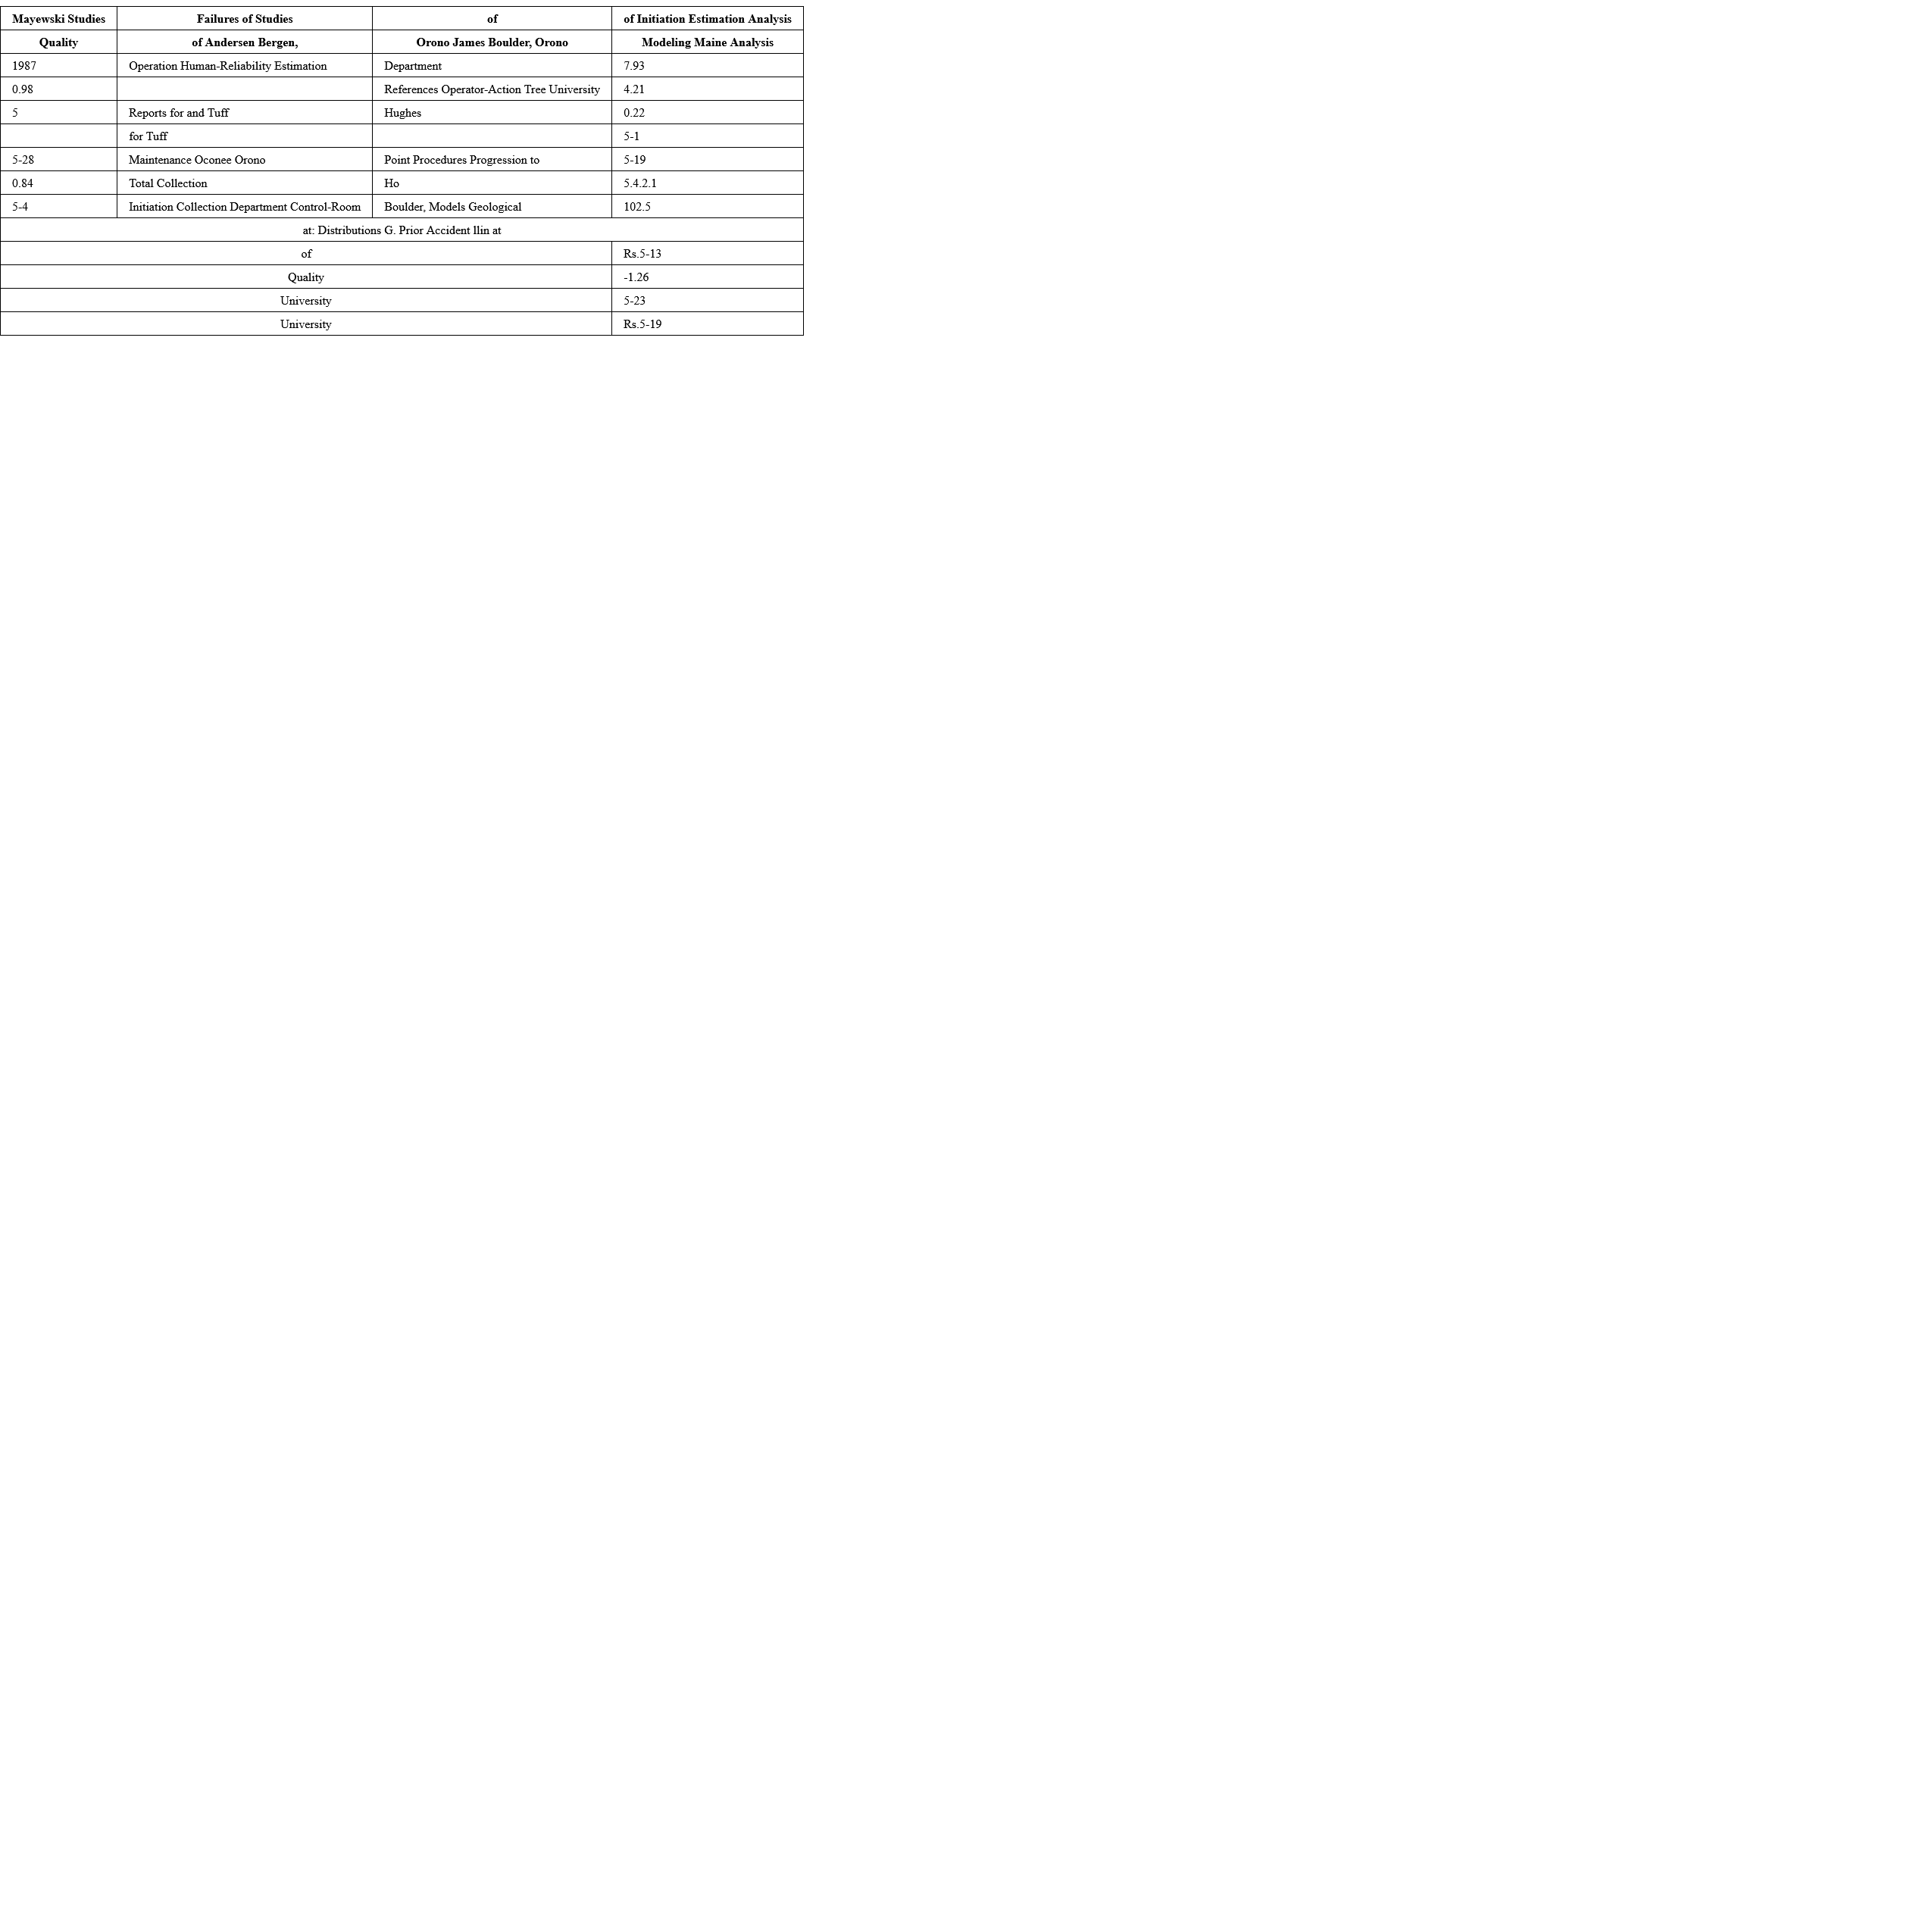 Mayewski Studies Failures of Studies of of Initiation Estimation Analysis
Quality of Andersen Bergen, Orono James Boulder, Orono Modeling Maine Analysis
1987 Operation Human-Reliability Estimation Department 7.93
0.98 References Operator-Action Tree University 4.21
5 Reports for and Tuff Hughes 0.22
for Tuff 5-1
5-28 Maintenance Oconee Orono Point Procedures Progression to 5-19
0.84 Total Collection Ho 5.4.2.1
5-4 Initiation Collection Department Control-Room Boulder, Models Geological 102.5
at: Distributions G. Prior Accident llin at
of Rs.5-13
Quality -1.26
University 5-23
University Rs.5-19